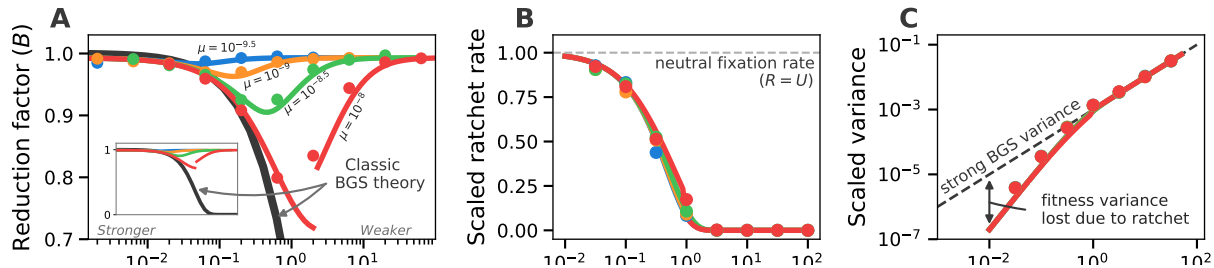 A
B
C
Reduction factor (B)
1.0
0.9
0.8
0.7
μ = 10^−9.5
μ = 10^−9
μ = 10^−8.5
μ = 10^−8
1
0
Classic
BGS theory
Stronger
Weaker
10^−2
10^−1
10^0
10^1
Scaled ratchet rate
1.00
0.75
0.50
0.25
0.00
neutral fixation rate
(R = U)
10^−2
10^−1
10^0
10^1
10^2
Scaled variance
10^−1
10^−3
10^−5
10^−7
strong BGS variance
fitness variance
lost due to ratchet
10^−2
10^0
10^2